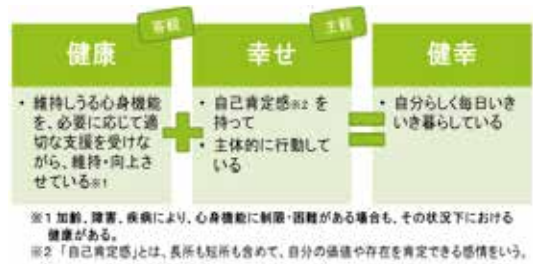 客観
主観
健康
幸せ
健幸
・維持しうる心身機能
を、必要に応じて適
切な支援を受けな
がら、維持・向上さ
せている※1
・自己肯定感※2 を
持って
・主体的に行動して
いる
・自分らしく毎日いき
いき暮らしている
※1 加齢、障害、疾病により、心身機能に制限・困難がある場合も、その状況下における
健康がある。
※2 「自己肯定感」とは、長所も短所も含めて、自分の価値や存在を肯定できる感情をいう。